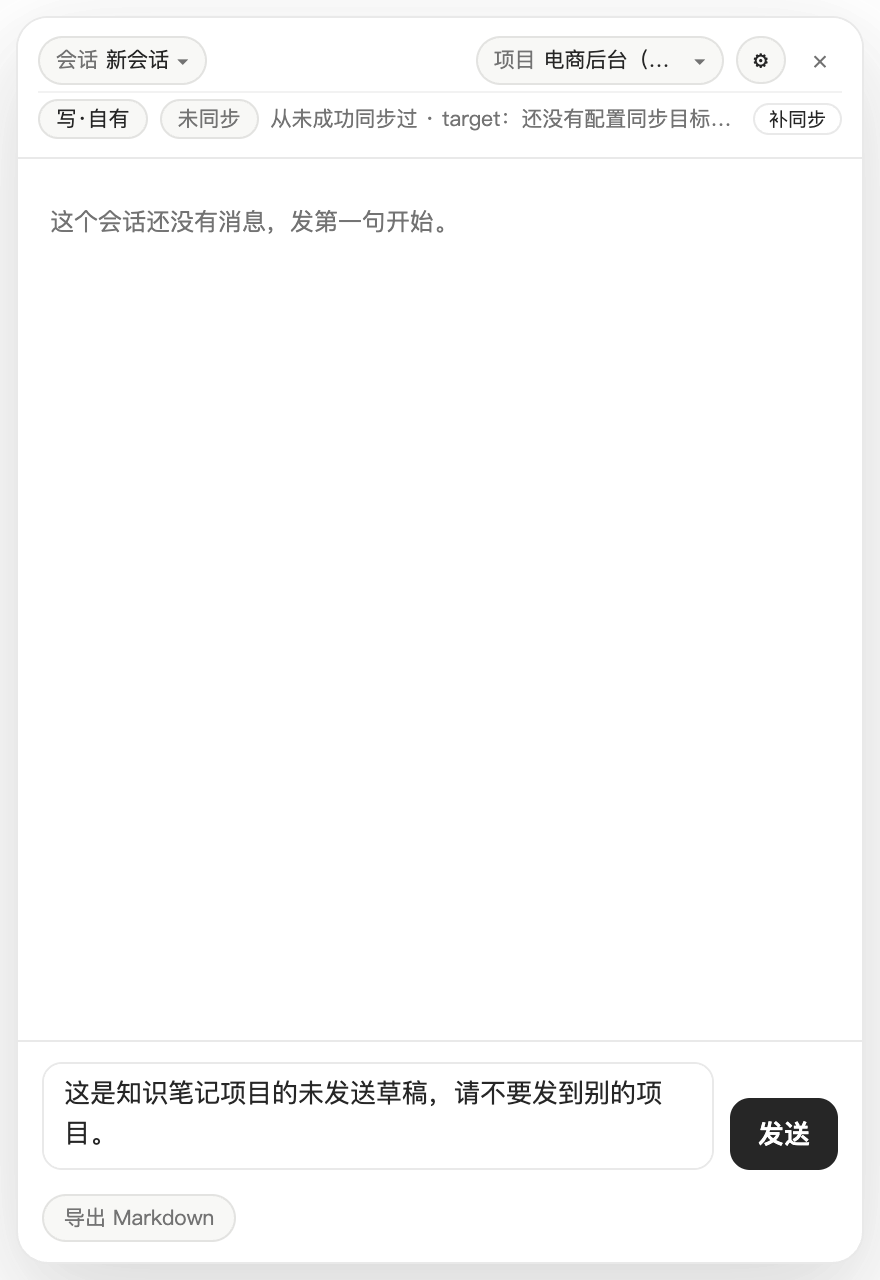 会话 新会话
项目 电商后台（...
写·自有 未同步 从未成功同步过 · target：还没有配置同步目标... 补同步
这个会话还没有消息，发第一句开始。
这是知识笔记项目的未发送草稿，请不要发到别的项
目。
发送
导出 Markdown